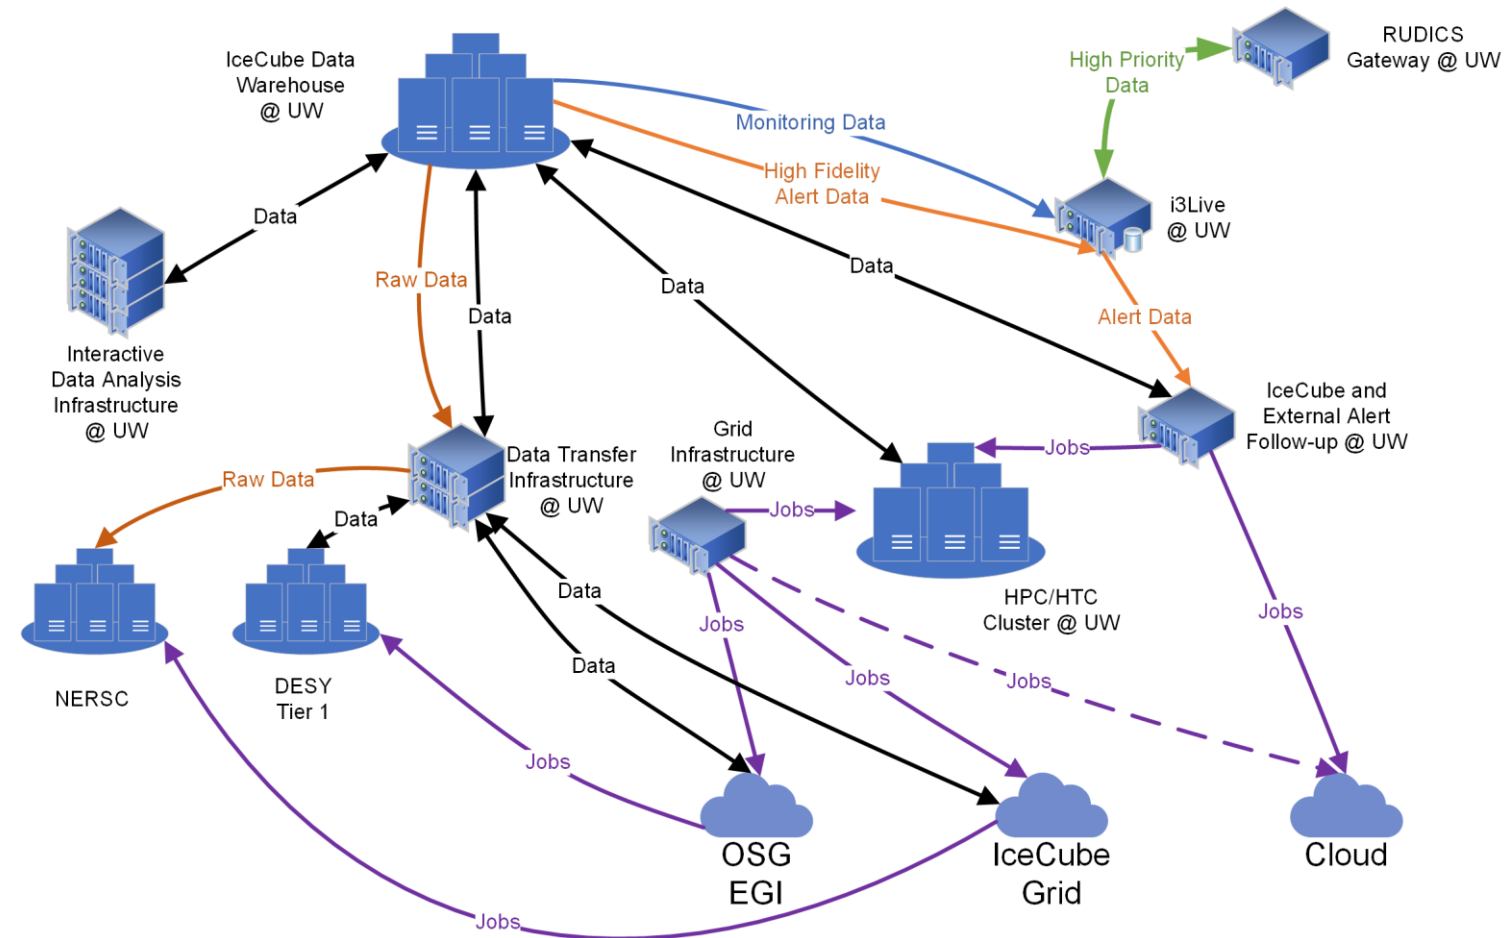 IceCube Data
Warehouse
@ UW
RUDICS
Gateway @ UW
High Priority
Data
Monitoring Data
High Fidelity
Alert Data
i3Live
@ UW
Data
Raw Data
Data
Data
Data
Alert Data
Interactive
Data Analysis
Infrastructure
@ UW
IceCube and
External Alert
Follow-up @ UW
Data Transfer
Infrastructure
@ UW
Grid
Infrastructure
@ UW
Jobs
Raw Data
Data
Jobs
HPC/HTC
Cluster @ UW
Data
Jobs
Jobs
Data
Jobs
Jobs
NERSC
DESY
Tier 1
Jobs
OSG
EGI
IceCube
Grid
Cloud
Jobs